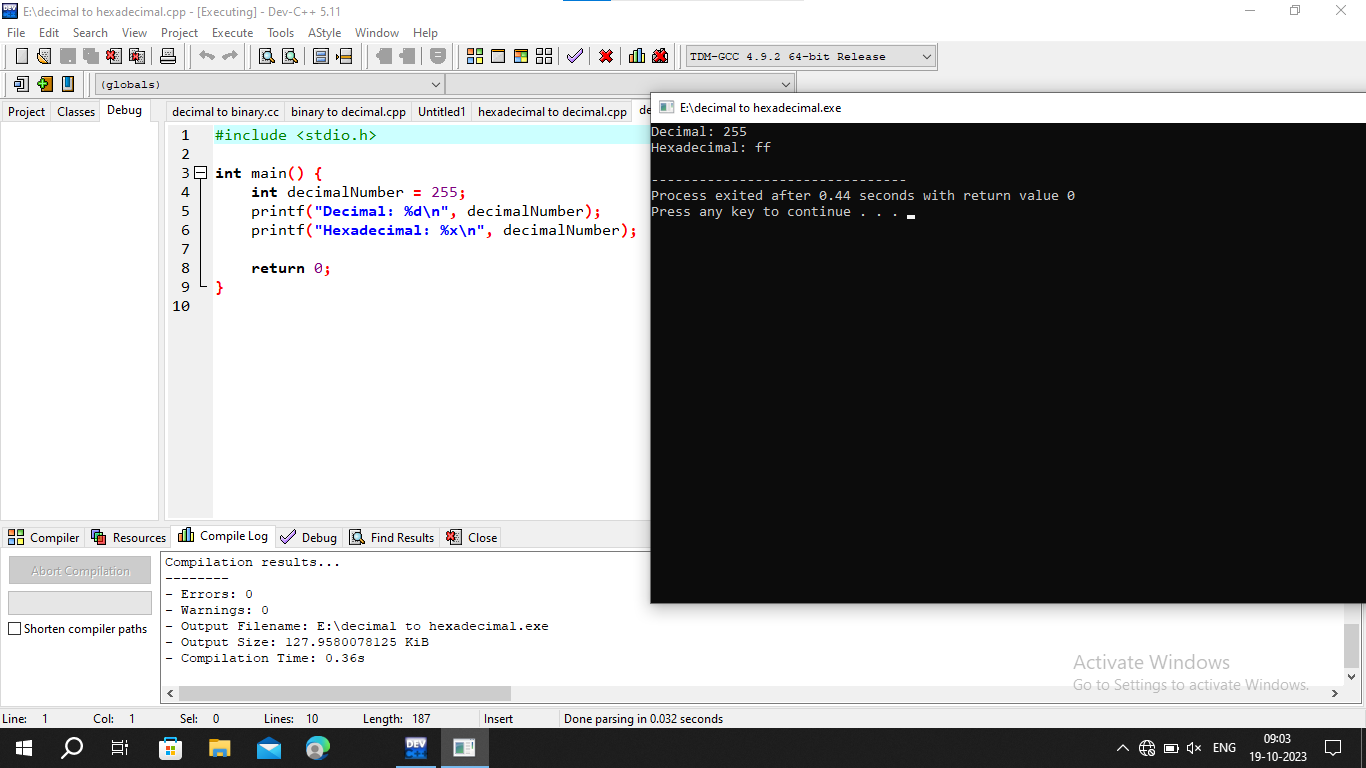 E:\decimal to hexadecimal.cpp - [Executing] - Dev-C++ 5.11
File Edit Search View Project Execute Tools AStyle Window Help
TDM-GCC 4.9.2 64-bit Release
(globals)
Project Classes Debug
decimal to binary.cc binary to decimal.cpp Untitled1 hexadecimal to decimal.cpp de
1 #include <stdio.h>
2
3 int main() {
4 int decimalNumber = 255;
5 printf("Decimal: %d\n", decimalNumber);
6 printf("Hexadecimal: %x\n", decimalNumber);
7
8 return 0;
9 }
10
E:\decimal to hexadecimal.exe
Decimal: 255
Hexadecimal: ff
--------------------------------
Process exited after 0.44 seconds with return value 0
Press any key to continue . . .
Compiler Resources Compile Log Debug Find Results Close
Abort Compilation
Shorten compiler paths
Compilation results...
--------
- Errors: 0
- Warnings: 0
- Output Filename: E:\decimal to hexadecimal.exe
- Output Size: 127.9580078125 KiB
- Compilation Time: 0.36s
Activate Windows
Go to Settings to activate Windows.
Line: 1 Col: 1 Sel: 0 Lines: 10 Length: 187 Insert Done parsing in 0.032 seconds
DEV
ENG
09:03
19-10-2023